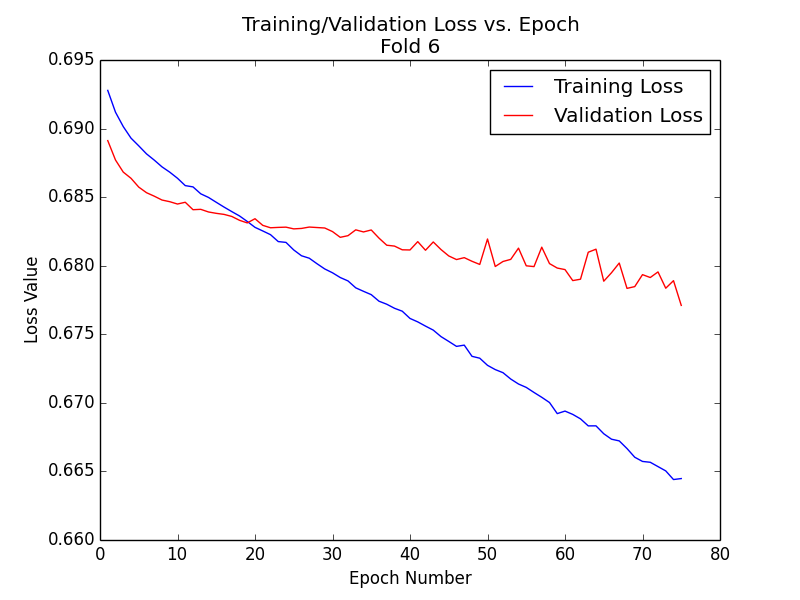 Training/Validation Loss vs. Epoch
Fold 6
Training Loss
Validation Loss
Loss Value
0.695
0.690
0.685
0.680
0.675
0.670
0.665
0.660
0 10 20 30 40 50 60 70 80
Epoch Number